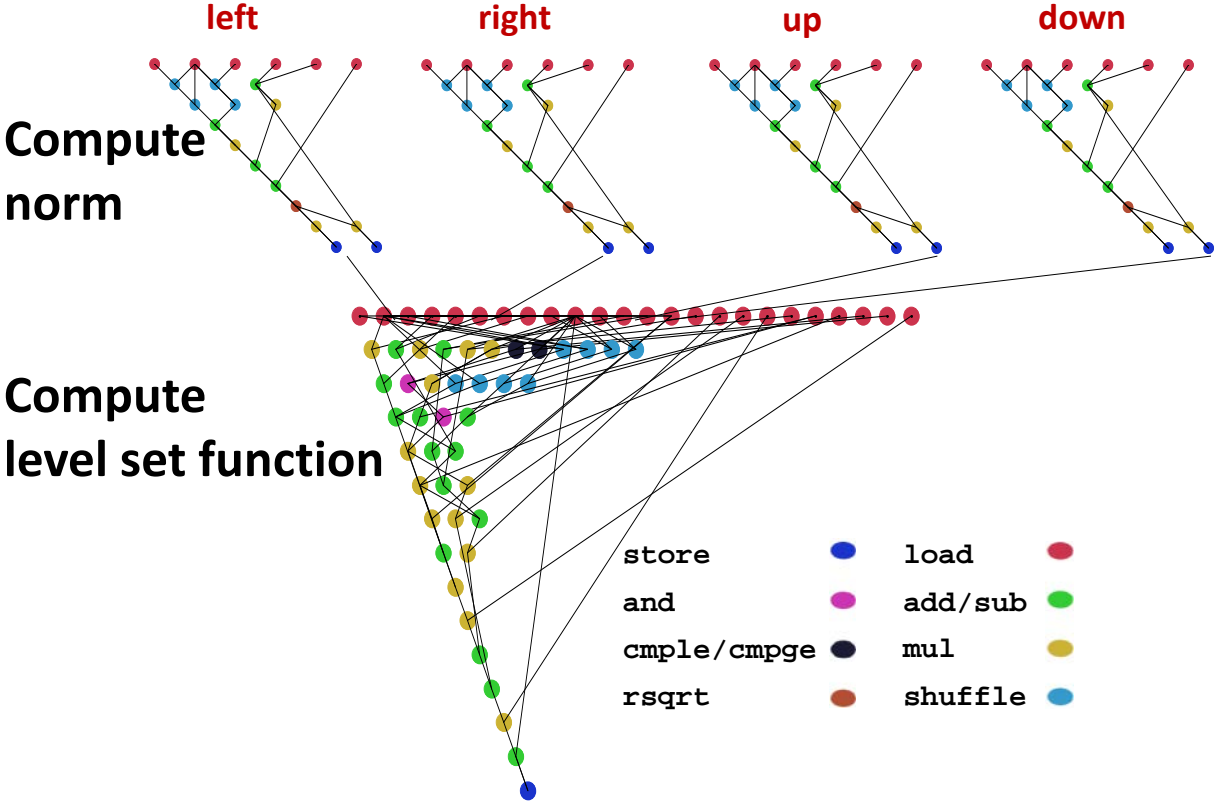 left right up down
Compute
norm
Compute
level set function
store load
and add/sub
cmple/cmpge mul
rsqrt shuffle